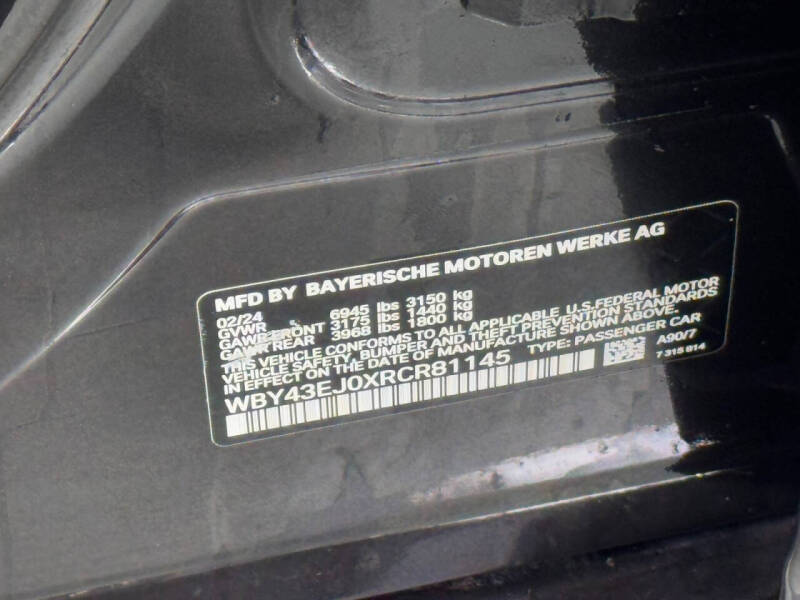 MFD BY BAYERISCHE MOTOREN WERKE AG
02/24
GVWR 6945 lbs 3150 kg
GAWR FRONT 3175 lbs 1440 kg
GAWR REAR 3968 lbs 1800 kg
THIS VEHICLE CONFORMS TO ALL APPLICABLE U.S.FEDERAL MOTOR
VEHICLE SAFETY, BUMPER AND THEFT PREVENTION STANDARDS
IN EFFECT ON THE DATE OF MANUFACTURE SHOWN ABOVE.
WBY43EJ0XRCR81145 TYPE: PASSENGER CAR
A90/7
7 315 814